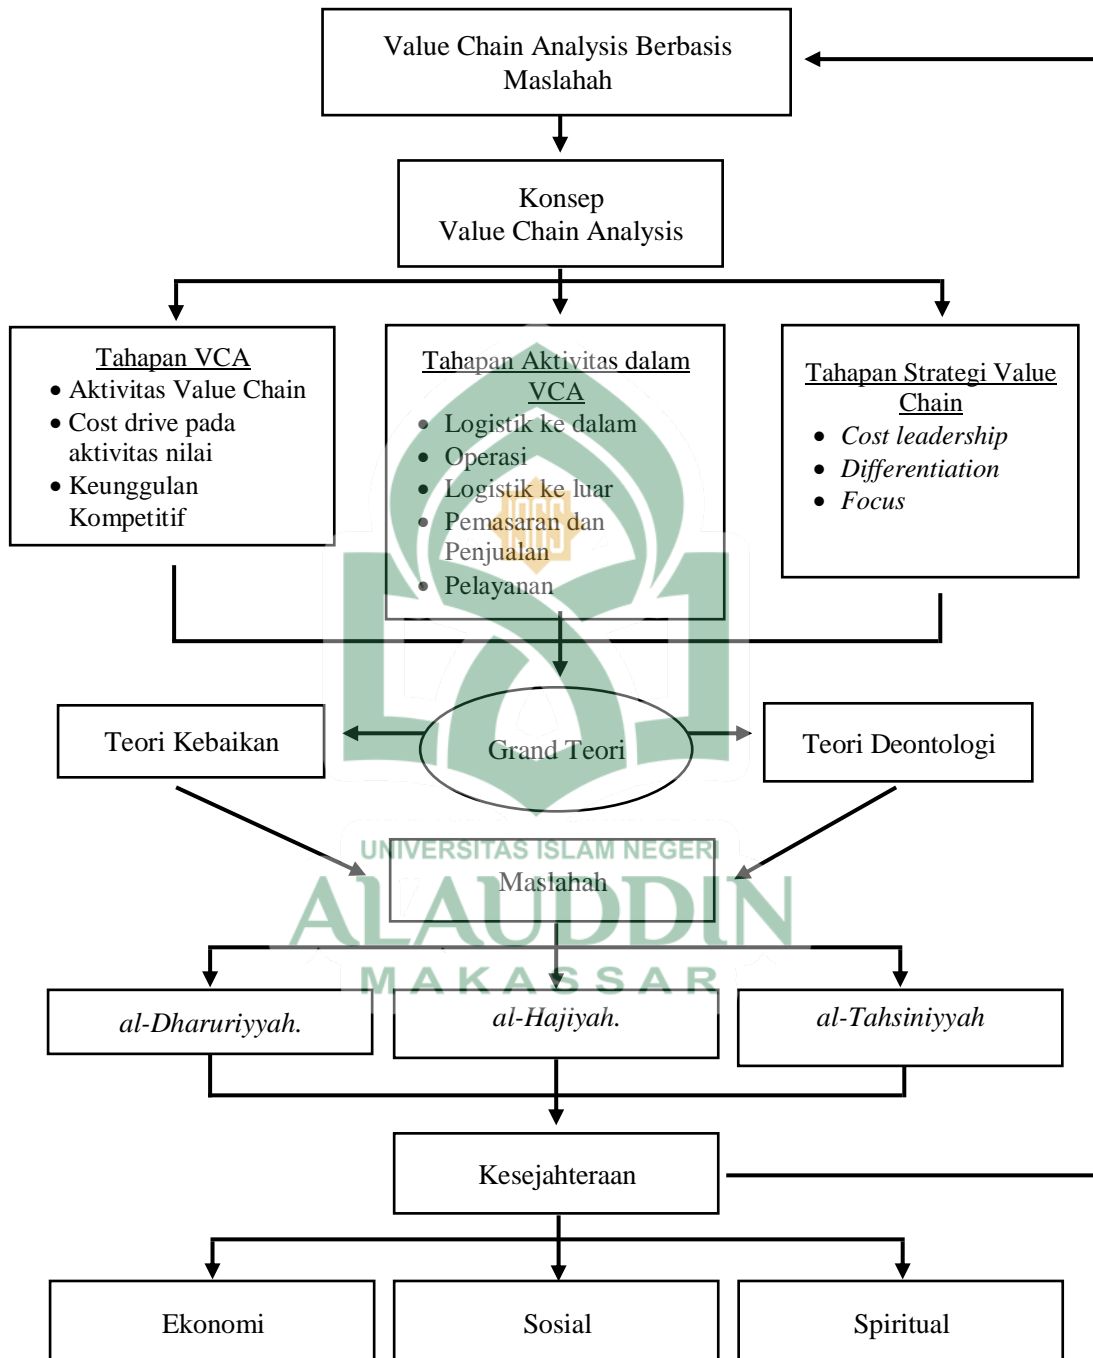 Value Chain Analysis Berbasis
Maslahah
Konsep
Value Chain Analysis
Tahapan VCA
• Aktivitas Value Chain
• Cost drive pada
aktivitas nilai
• Keunggulan
Kompetitif
Tahapan Aktivitas dalam
VCA
• Logistik ke dalam
• Operasi
• Logistik ke luar
• Pemasaran dan
Penjualan
• Pelayanan
Tahapan Strategi Value
Chain
• Cost leadership
• Differentiation
• Focus
Teori Kebaikan
Grand Teori
Teori Deontologi
UNIVERSITAS ISLAM NEGERI
Maslahah
ALAUDDIN
MAKASSAR
al-Dharuriyyah.
al-Hajiyah.
al-Tahsiniyyah
Kesejahteraan
Ekonomi
Sosial
Spiritual